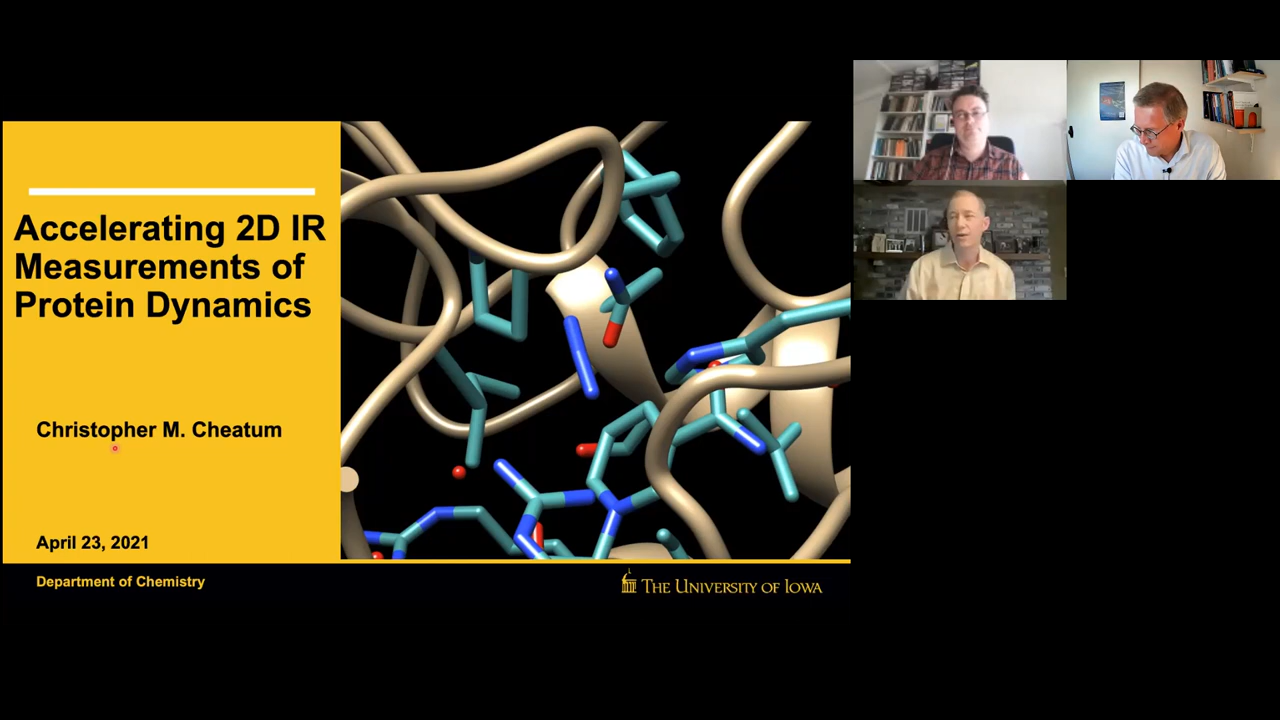 Accelerating 2D IR
Measurements of
Protein Dynamics
Christopher M. Cheatum
April 23, 2021
Department of Chemistry
THE UNIVERSITY OF IOWA